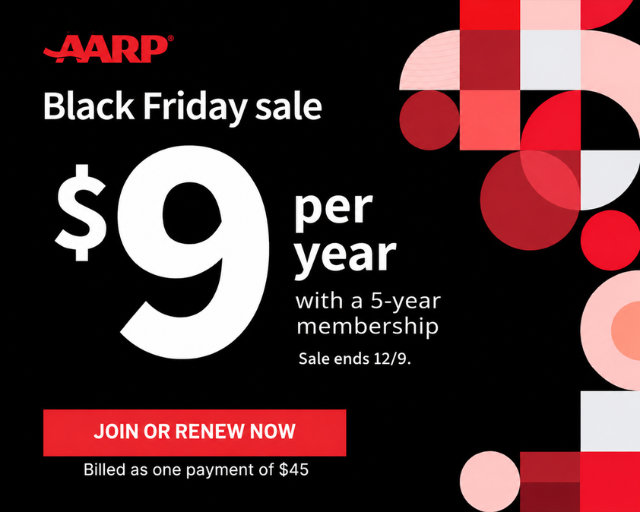 AARP®
Black Friday sale
$9
per
year
with a 5-year
membership
Sale ends 12/9.
JOIN OR RENEW NOW
Billed as one payment of $45